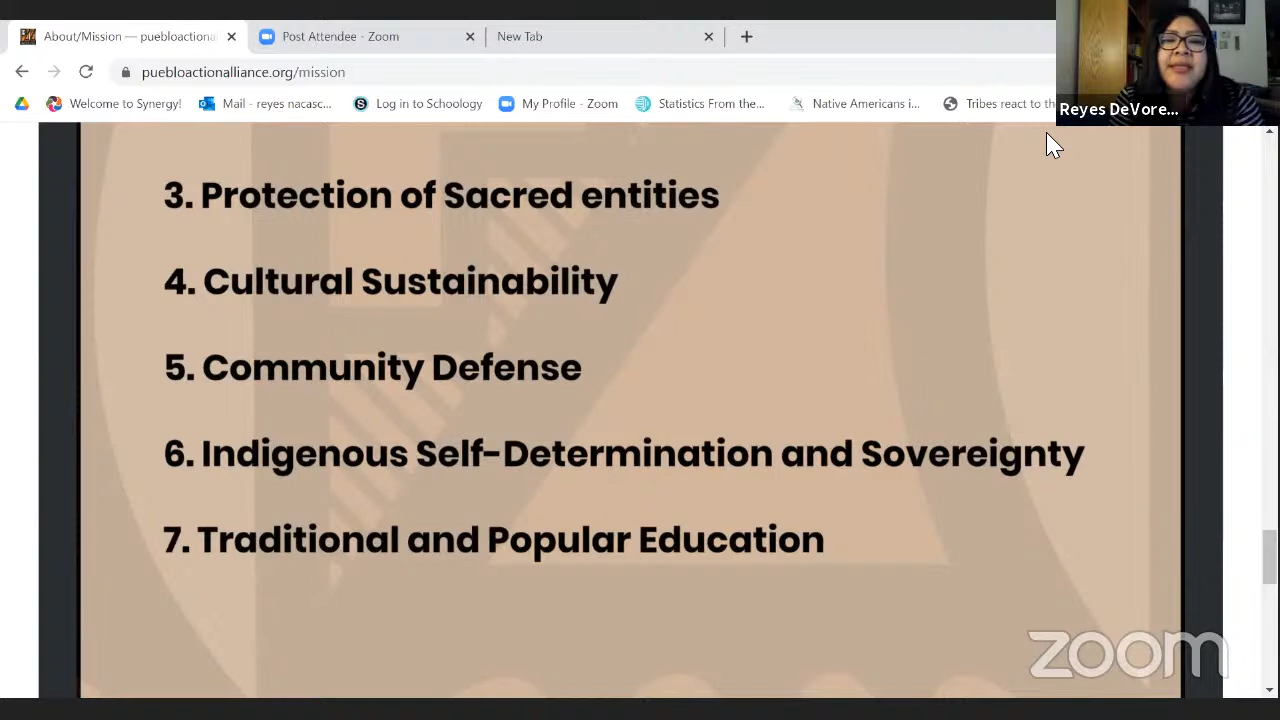 About/Mission — puebloactiona
Post Attendee - Zoom
New Tab
puebloactionalliance.org/mission
Welcome to Synergy!
Mail - reyes nacasc...
Log in to Schoology
My Profile - Zoom
Statistics From the...
Native Americans i...
Tribes react to th
Reyes DeVore...
3. Protection of Sacred entities
4. Cultural Sustainability
5. Community Defense
6. Indigenous Self-Determination and Sovereignty
7. Traditional and Popular Education
zoom